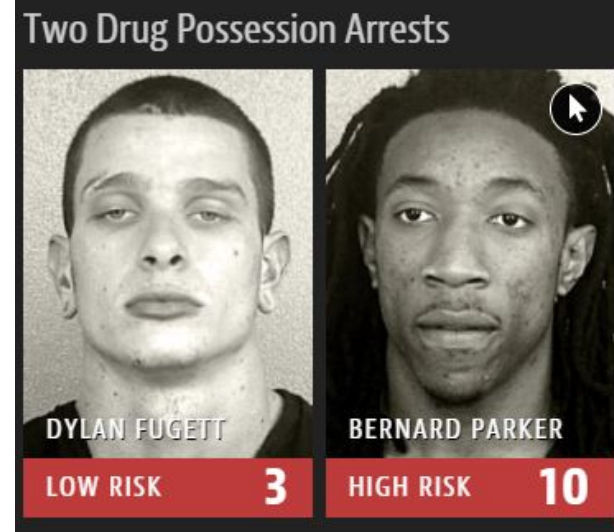 Two Drug Possession Arrests
DYLAN FUGETT
LOW RISK 3
BERNARD PARKER
HIGH RISK 10